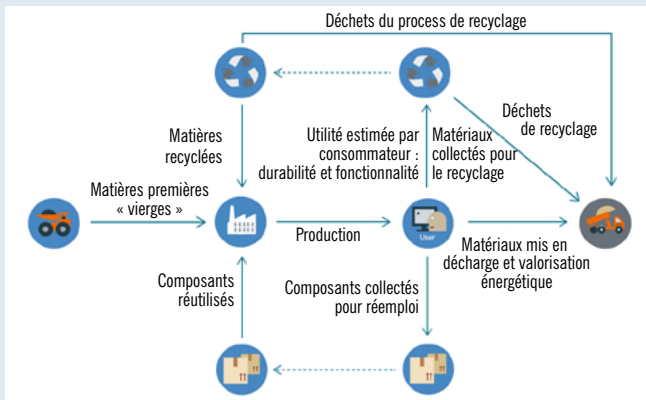 Déchets du process de recyclage
Déchets
de recyclage
Matières
recyclées
Utilité estimée par
consommateur :
durabilité et fonctionnalité
Matériaux
collectés pour
le recyclage
Matières premières
« vierges »
Production
User
Matériaux mis en
décharge et valorisation
énergétique
Composants
réutilisés
Composants collectés
pour réemploi